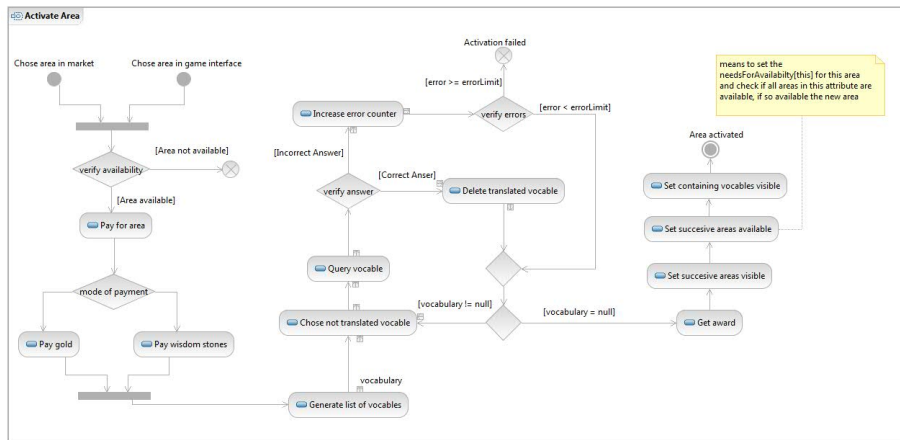 Activate Area
Chose area in market
Chose area in game interface
verify availability
[Area not available]
[Area available]
Pay for area
mode of payment
Pay gold
Pay wisdom stones
Generate list of vocables
vocabulary
Chose not translated vocable
Query vocable
verify answer
[Incorrect Answer]
[Correct Anser]
Increase error counter
Delete translated vocable
verify errors
[error >= errorLimit]
[error < errorLimit]
Activation failed
[vocabulary != null]
[vocabulary = null]
Get award
Set succesive areas visible
Set succesive areas available
Set containing vocables visible
Area activated
means to set the
needsForAvailabilty[this] for this area
and check if all areas in this attribute are
available, if so available the new area